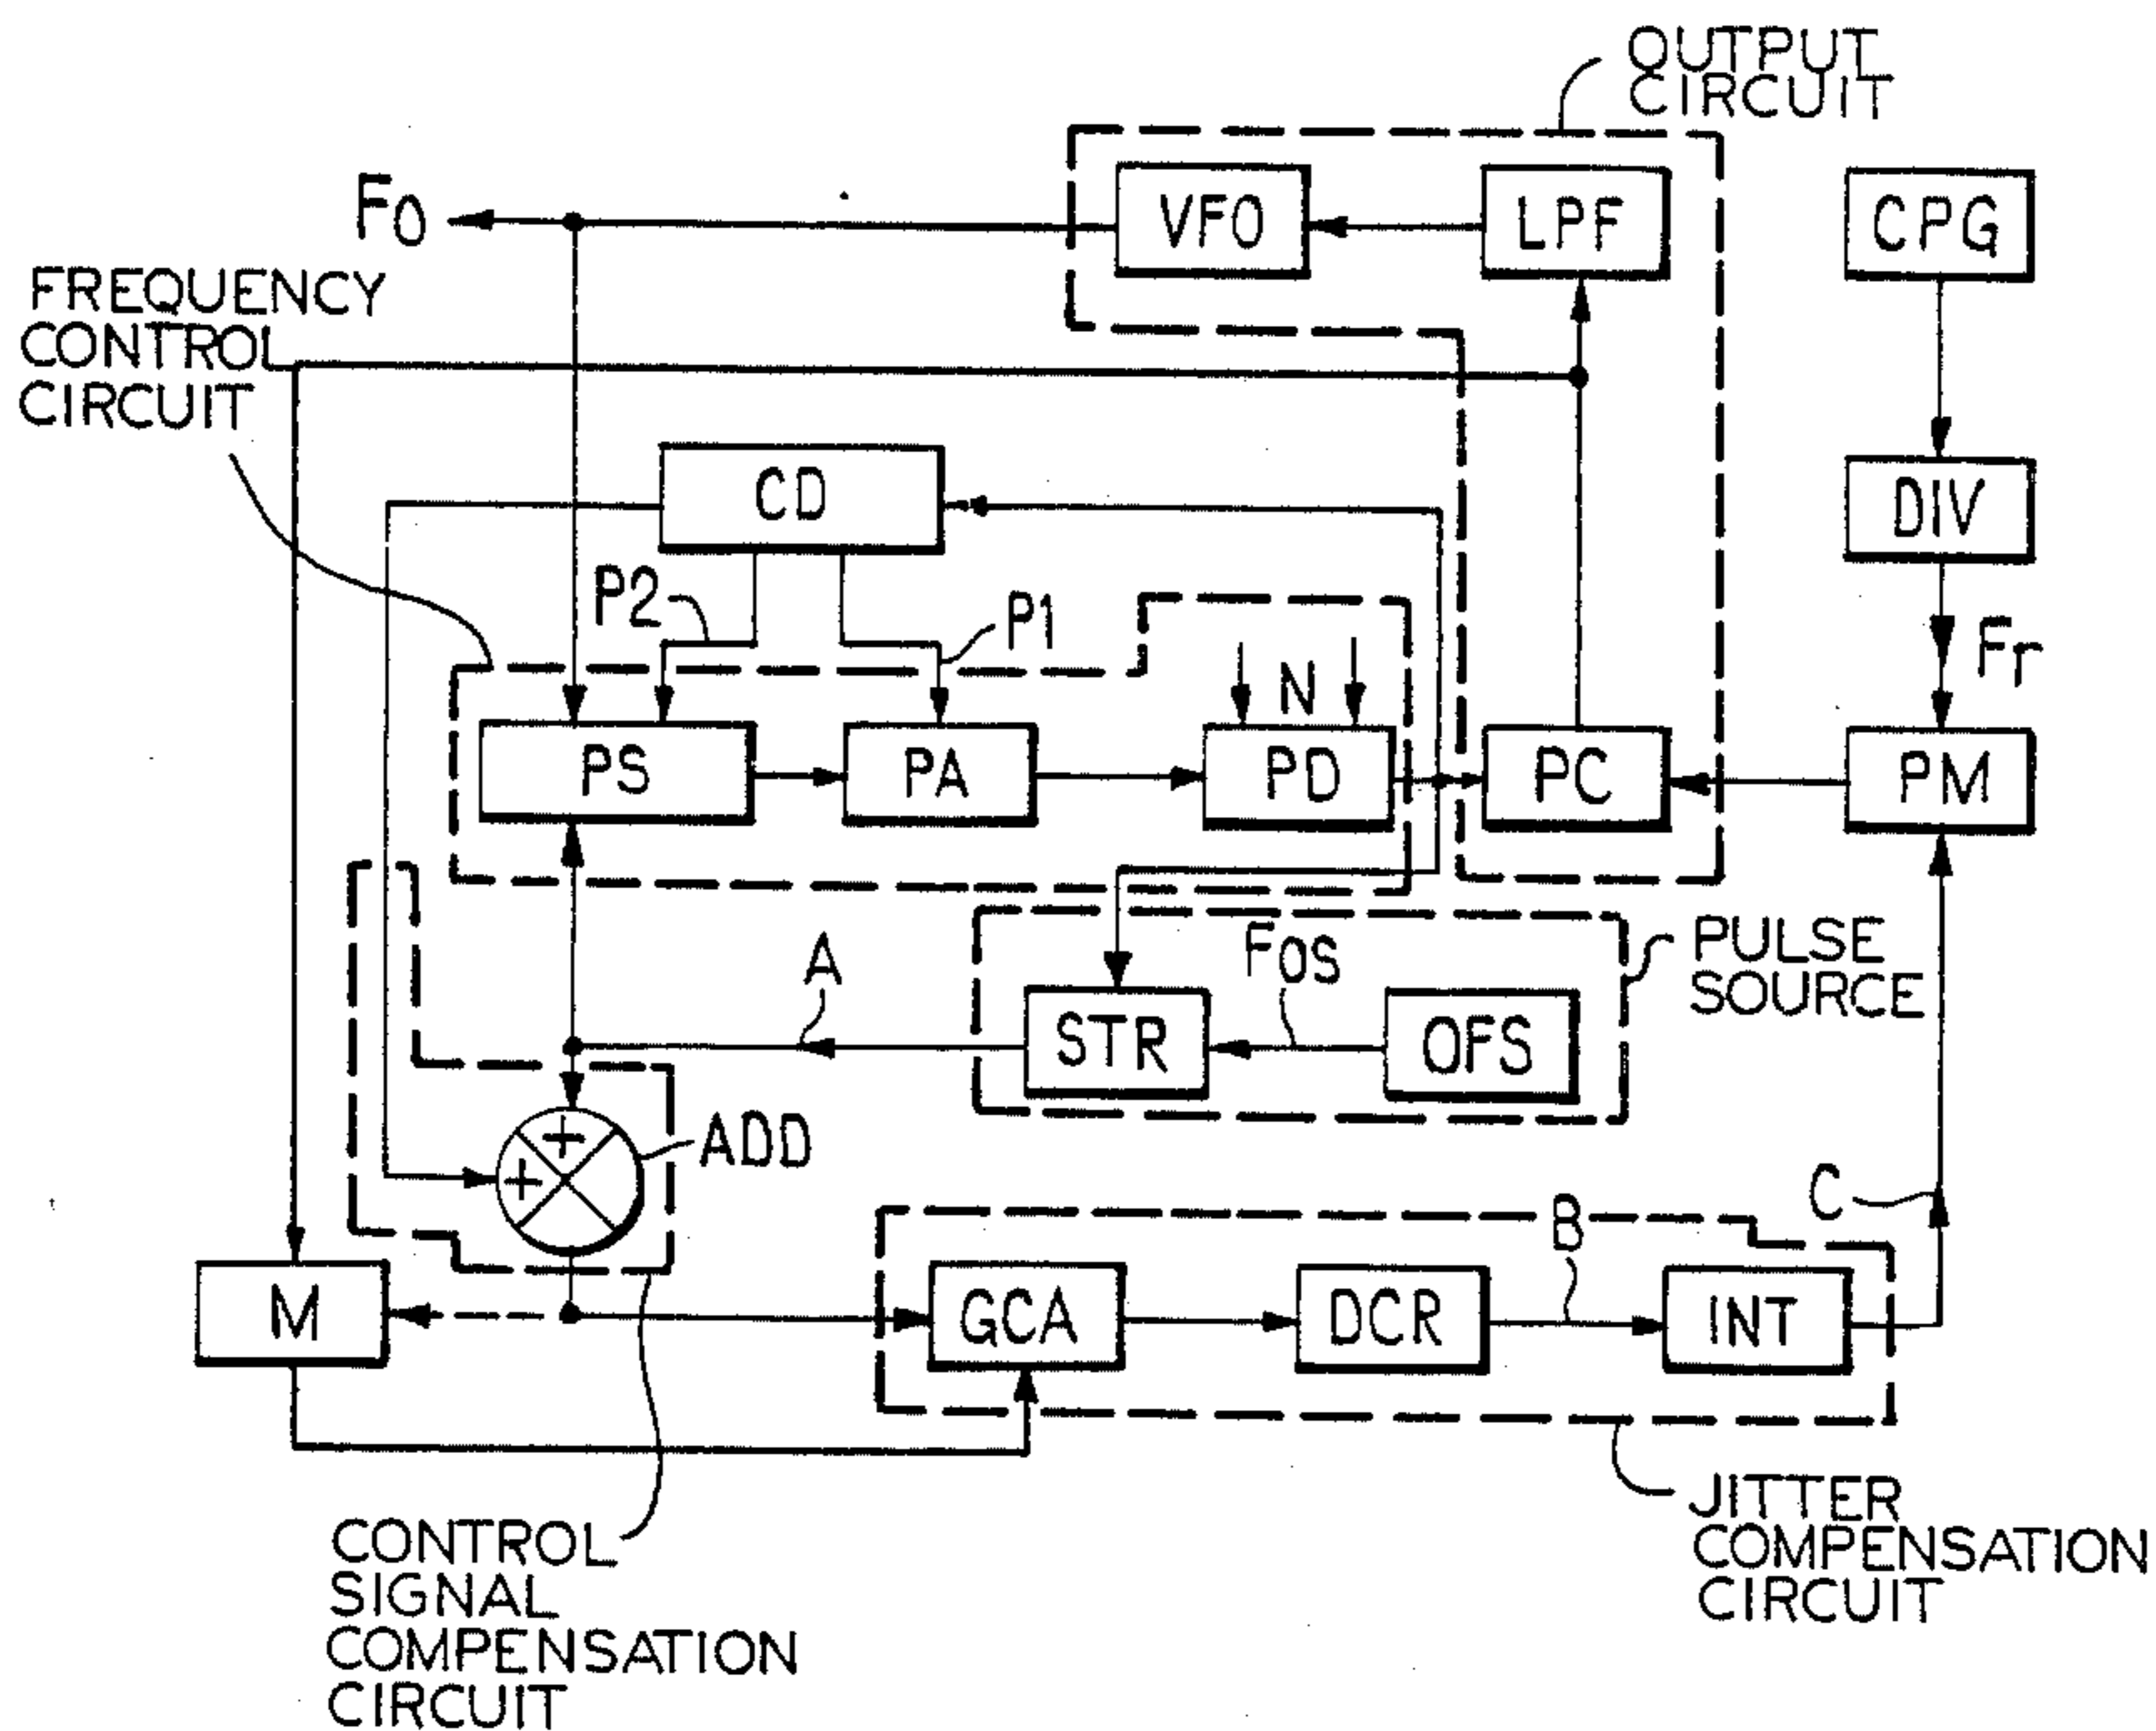 OUTPUT
CIRCUIT
FO
VFO
LPF
CPG
FREQUENCY
CONTROL
CIRCUIT
CD
DIV
P2
P1
N
Fr
PS
PA
PD
PC
PM
A
FOS
PULSE
SOURCE
STR
OFS
+
+
ADD
C
B
M
GCA
DCR
INT
CONTROL
SIGNAL
COMPENSATION
CIRCUIT
JITTER
COMPENSATION
CIRCUIT